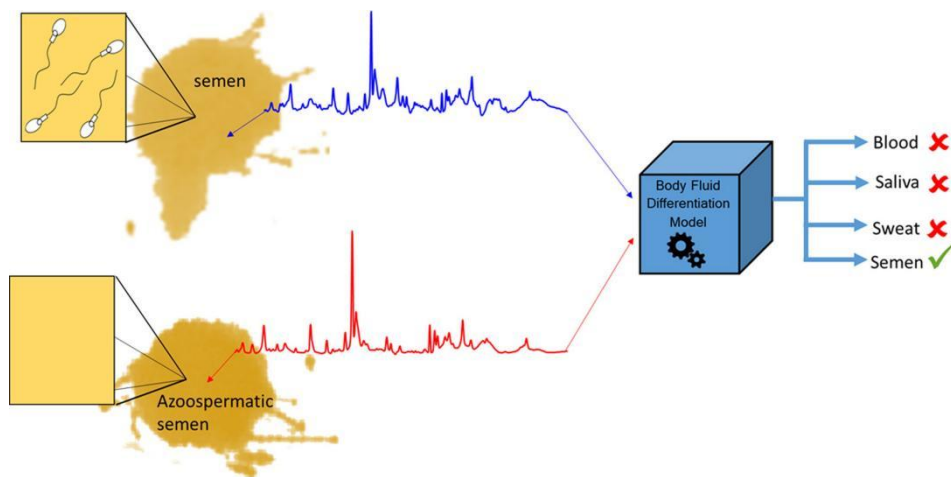 semen
Body Fluid
Differentiation
Model
Blood
Saliva
Sweat
Semen
Azoospermatic
semen